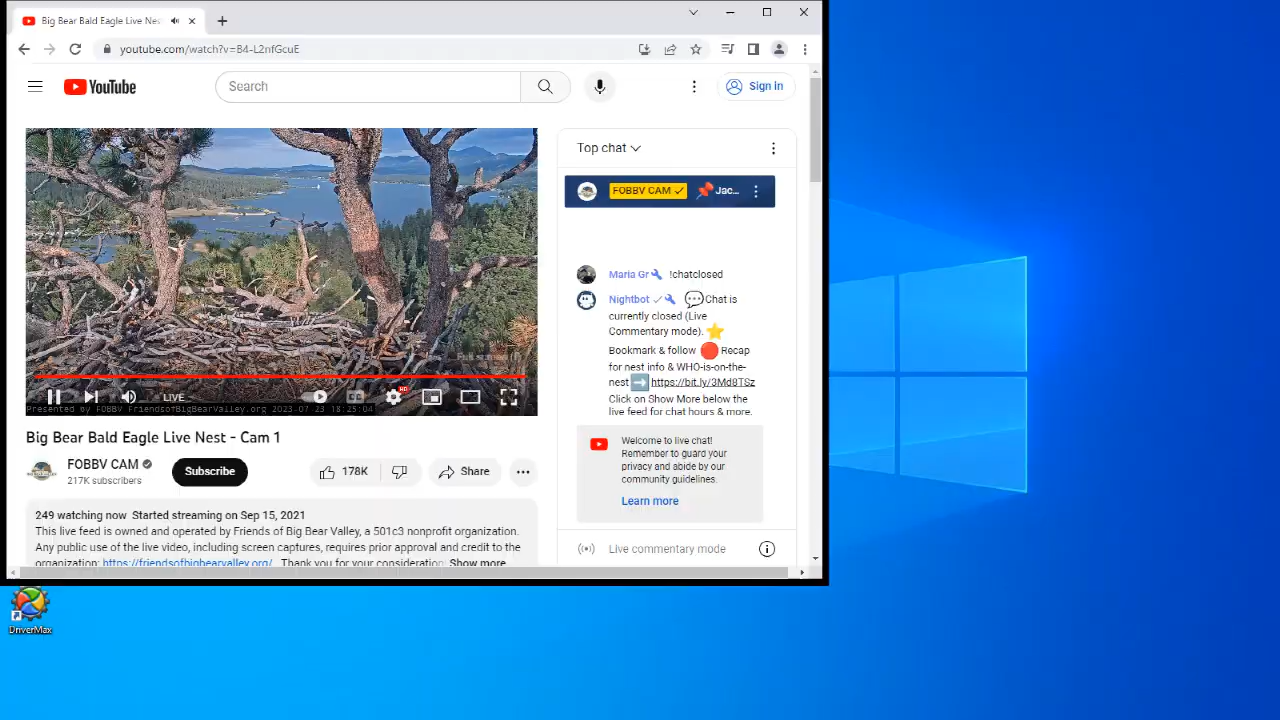 Big Bear Bald Eagle Live Nes
youtube.com/watch?v=B4-L2nfGcuE
YouTube
Search
Sign in
Full screen (f)
LIVE
CC
HD
Presented by FOBBV FriendsofBigBearValley.org 2023-07-23 18:25:04
Big Bear Bald Eagle Live Nest - Cam 1
FOBBV CAM
217K subscribers
Subscribe
178K
Share
249 watching now Started streaming on Sep 15, 2021
This live feed is owned and operated by Friends of Big Bear Valley, a 501c3 nonprofit organization.
Any public use of the live video, including screen captures, requires prior approval and credit to the
organization: https://friendsofbigbearvalley.org/ Thank you for your consideration! Show more
Top chat
FOBBV CAM Jac...
Maria Gr !chatclosed
Nightbot Chat is
currently closed (Live
Commentary mode).
Bookmark & follow Recap
for nest info & WHO-is-on-the-
nest https://bit.ly/3Md8TSz
Click on Show More below the
live feed for chat hours & more.
Welcome to live chat!
Remember to guard your
privacy and abide by our
community guidelines.
Learn more
Live commentary mode
DriverMax